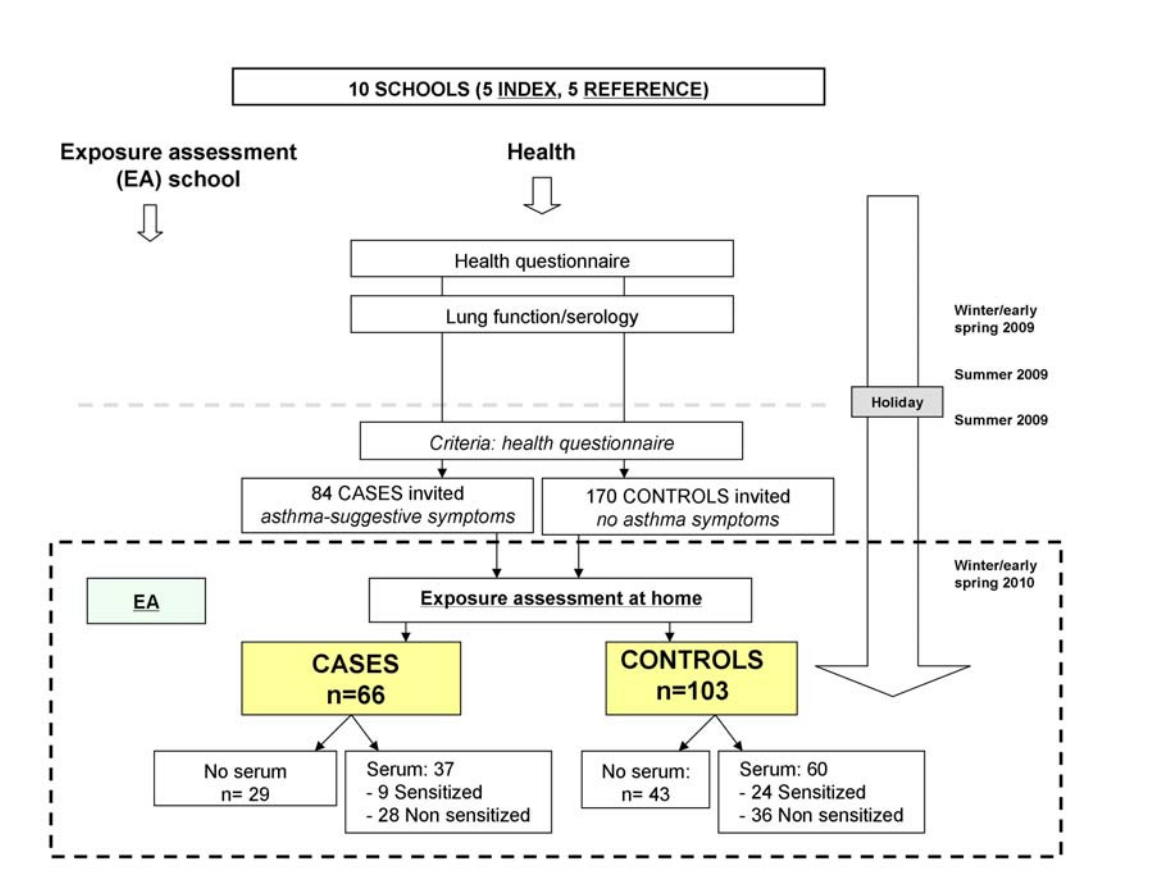 10 SCHOOLS (5 INDEX, 5 REFERENCE)
Exposure assessment
(EA) school
Health
Health questionnaire
Lung function/serology
Winter/early
spring 2009
Summer 2009
Holiday
Summer 2009
Criteria: health questionnaire
84 CASES invited
asthma-suggestive symptoms
170 CONTROLS invited
no asthma symptoms
Winter/early
spring 2010
EA
Exposure assessment at home
CASES
n=66
CONTROLS
n=103
No serum
n= 29
Serum: 37
- 9 Sensitized
- 28 Non sensitized
No serum:
n= 43
Serum: 60
- 24 Sensitized
- 36 Non sensitized